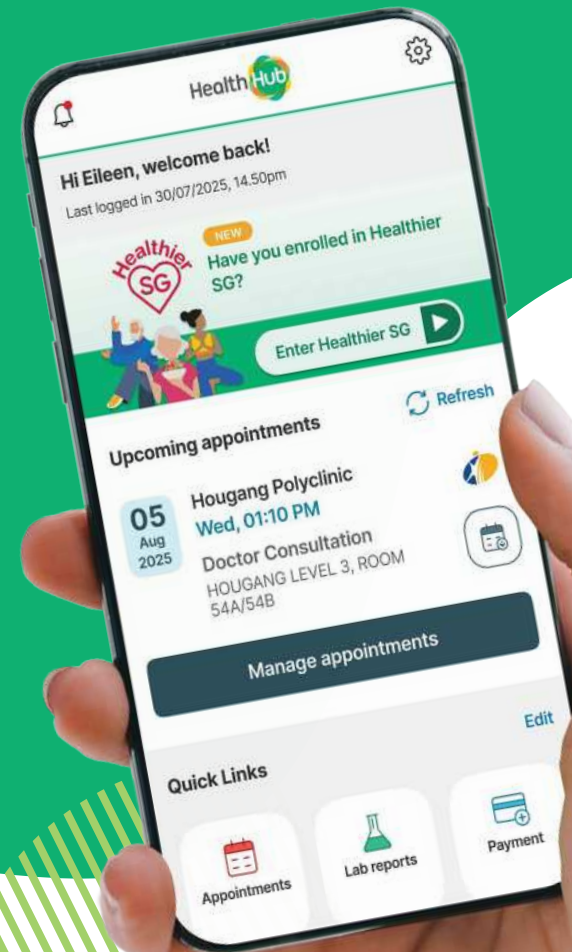 HealthHub
Hi Eileen, welcome back!
Last logged in 30/07/2025, 14.50pm
NEW
Healthier
SG
Have you enrolled in Healthier
SG?
Enter Healthier SG
Upcoming appointments
Refresh
05
Aug
2025
Hougang Polyclinic
Wed, 01:10 PM
Doctor Consultation
HOUGANG LEVEL 3, ROOM
54A/54B
Manage appointments
Quick Links
Edit
Appointments
Lab reports
Payment